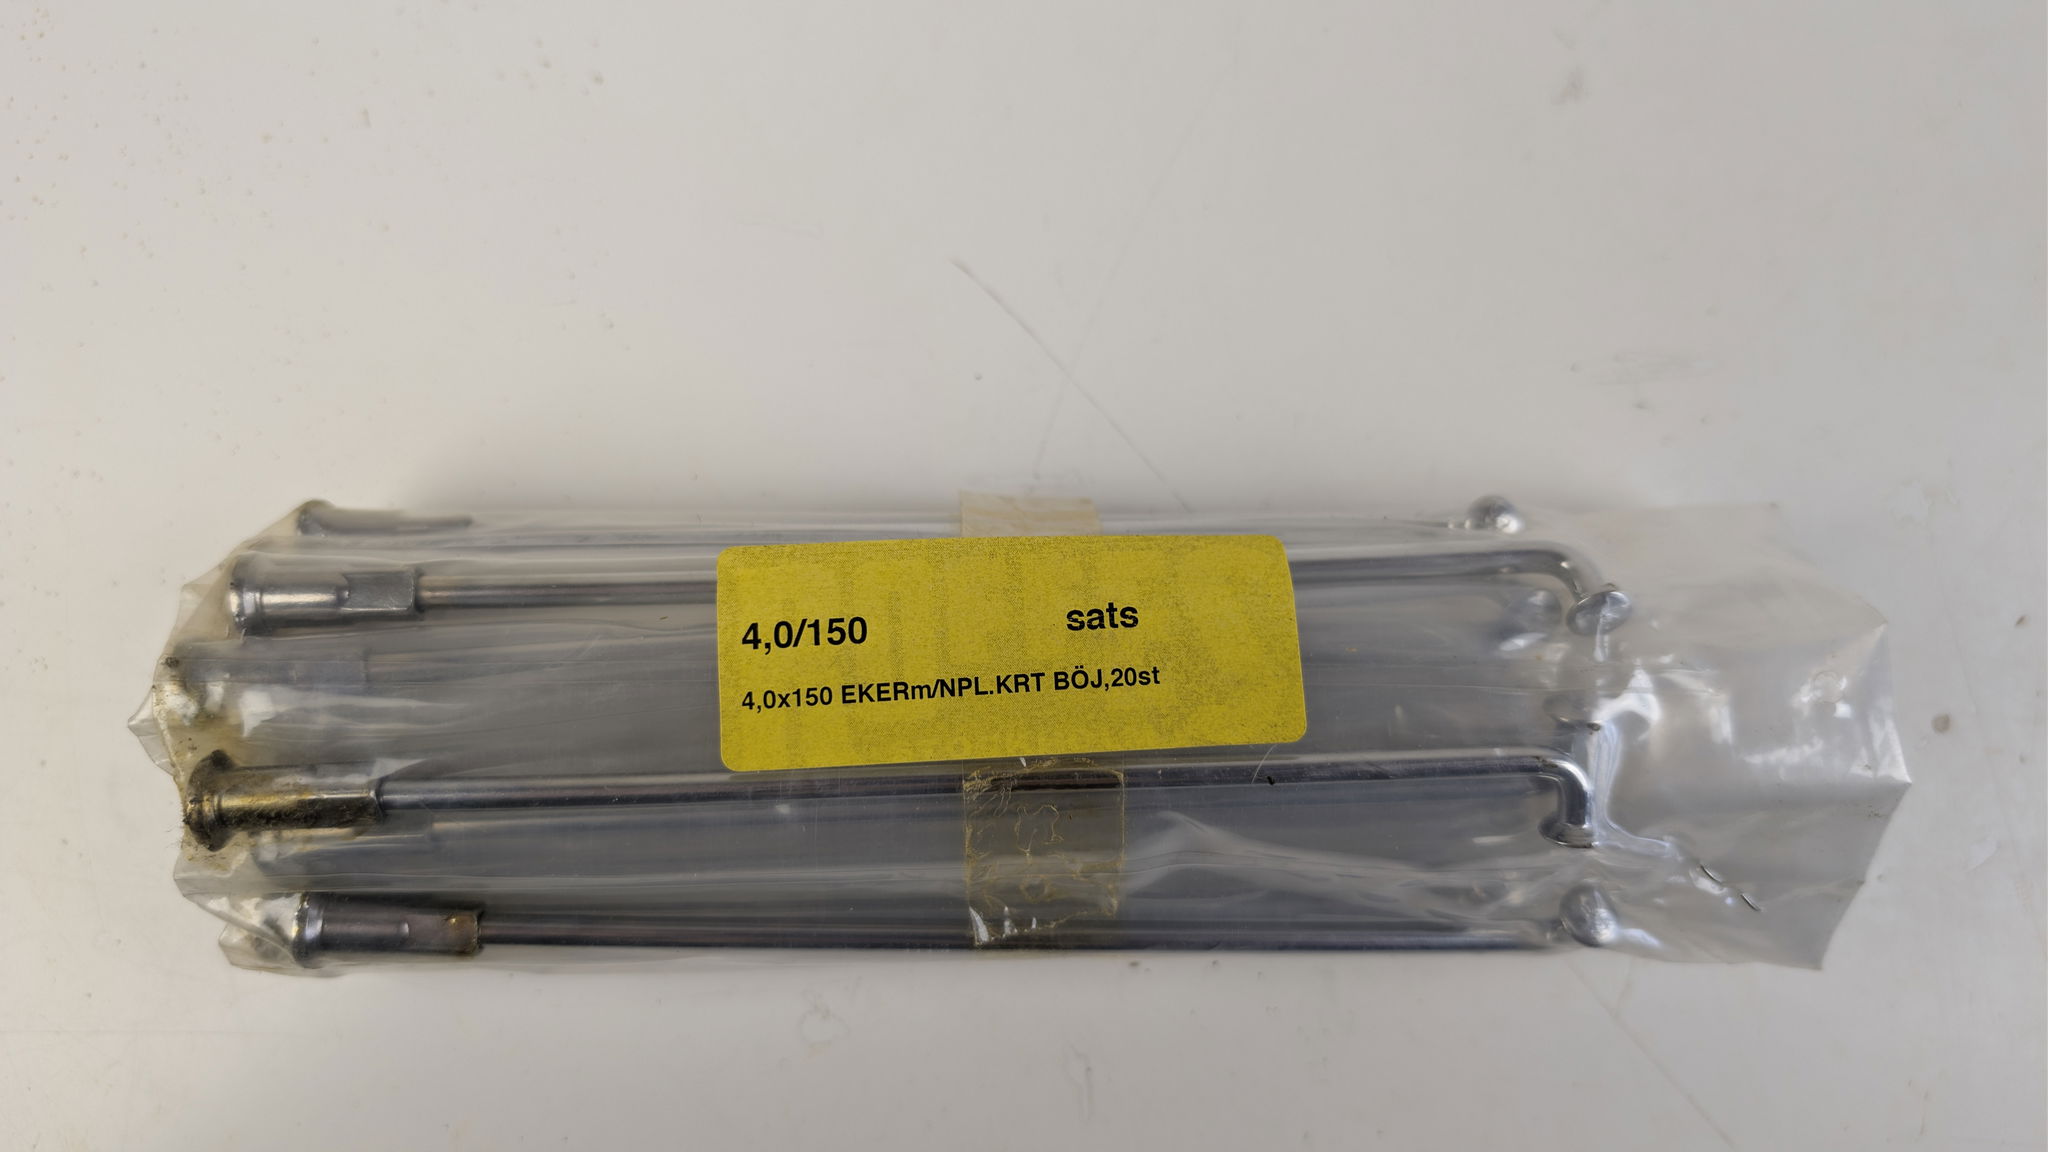 4,0/150 sats
4,0x150 EKERm/NPL.KRT BÖJ,20st